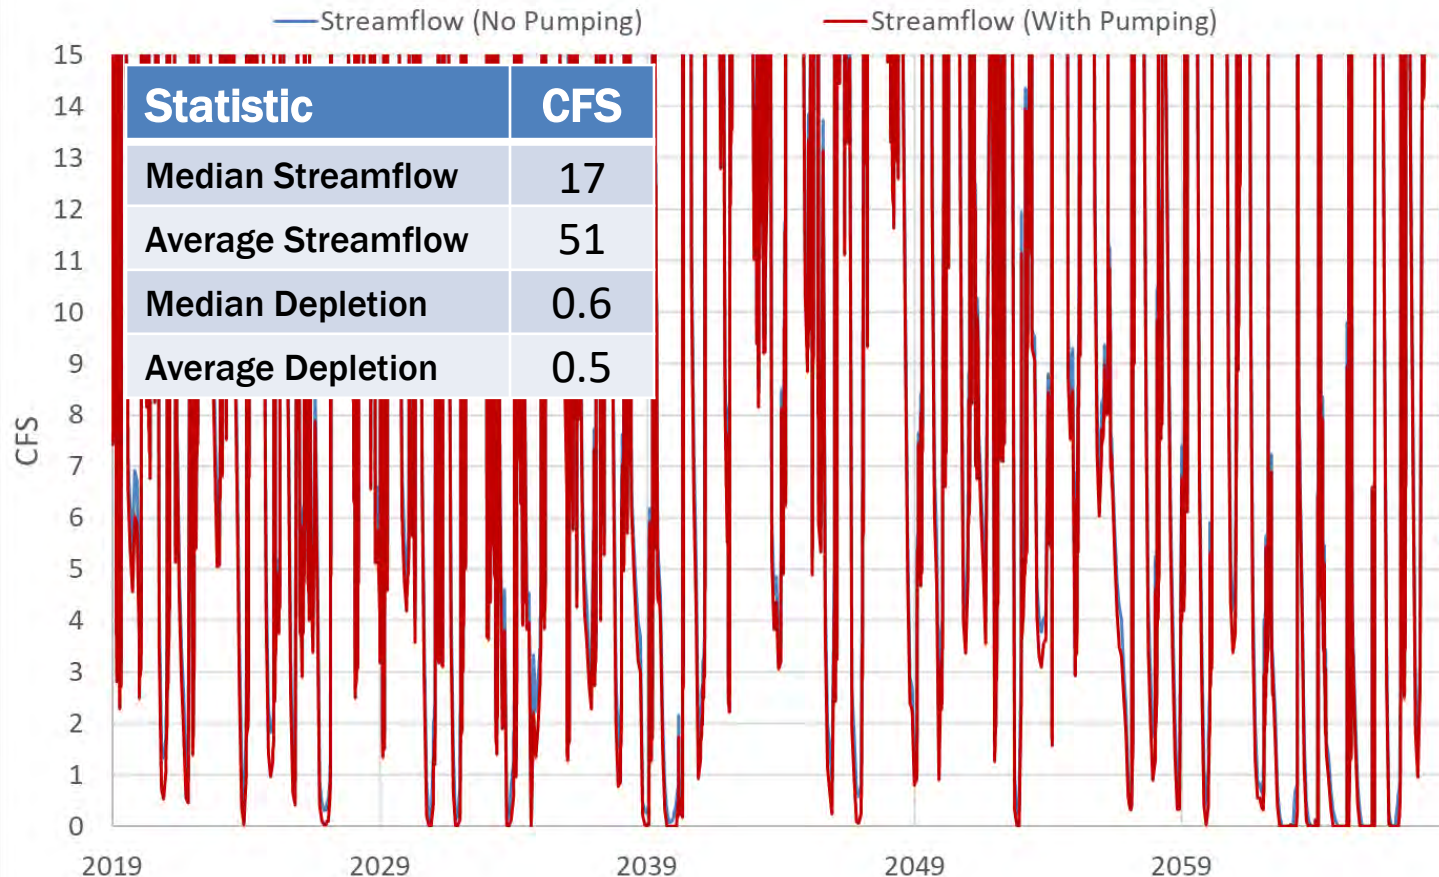 Streamflow (No Pumping) Streamflow (With Pumping)
15
14
13
12
11
10
9
8
7
6
5
4
3
2
1
0
CFS
Statistic CFS
Median Streamflow 17
Average Streamflow 51
Median Depletion 0.6
Average Depletion 0.5
2019 2029 2039 2049 2059